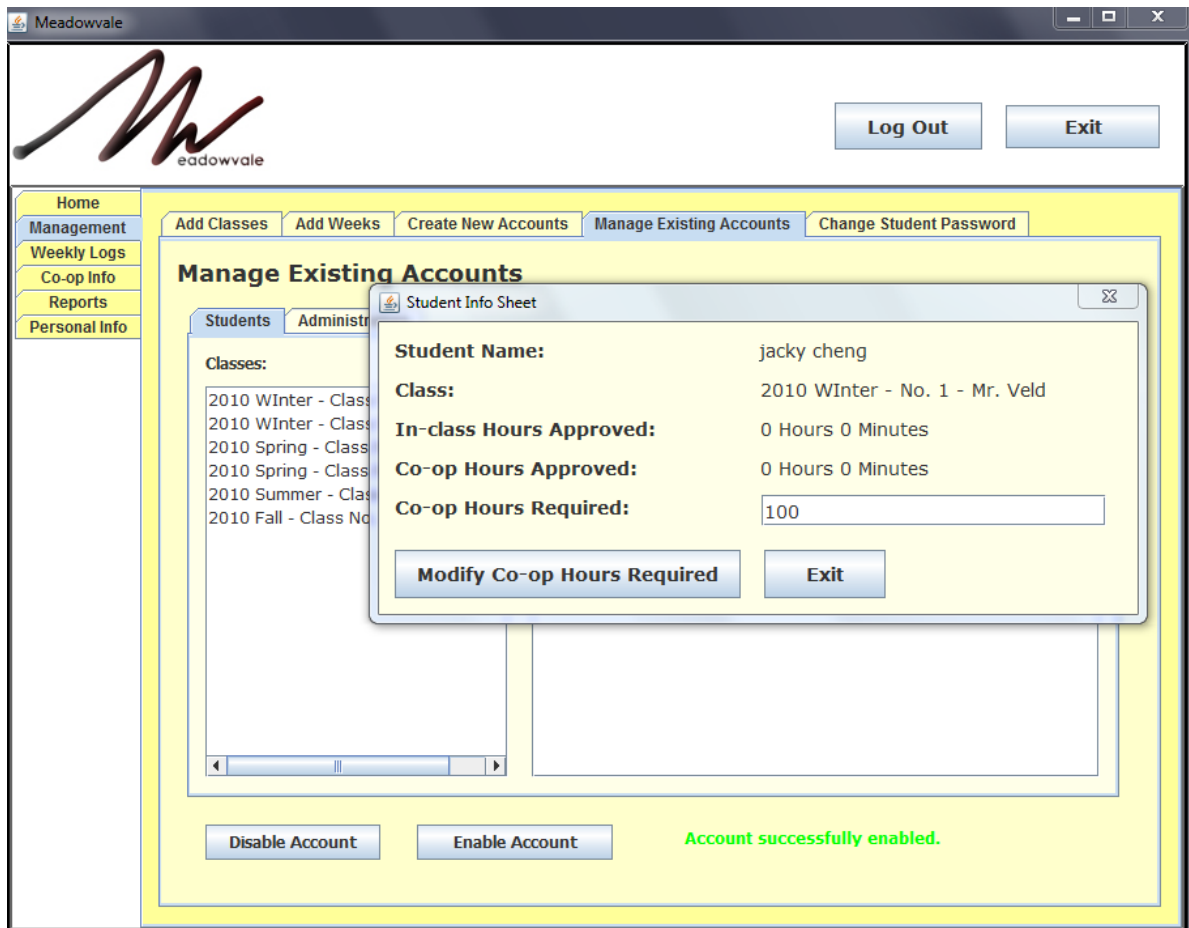 Meadowvale
eadowvale
Log Out
Exit
Home
Management
Weekly Logs
Co-op Info
Reports
Personal Info
Add Classes
Add Weeks
Create New Accounts
Manage Existing Accounts
Change Student Password
Manage Existing Accounts
Students
Classes:
2010 WInter - Class
2010 WInter - Class
2010 Spring - Class
2010 Spring - Class
2010 Summer -
2010 Fall - Class
Student Info Sheet
Student Name:
jacky cheng
Class:
2010 WInter - No. 1 - Mr. Veld
In-class Hours Approved:
0 Hours 0 Minutes
Co-op Hours Approved:
0 Hours 0 Minutes
Co-op Hours Required:
100
Modify Co-op Hours Required
Exit
Disable Account
Enable Account
Account successfully enabled.